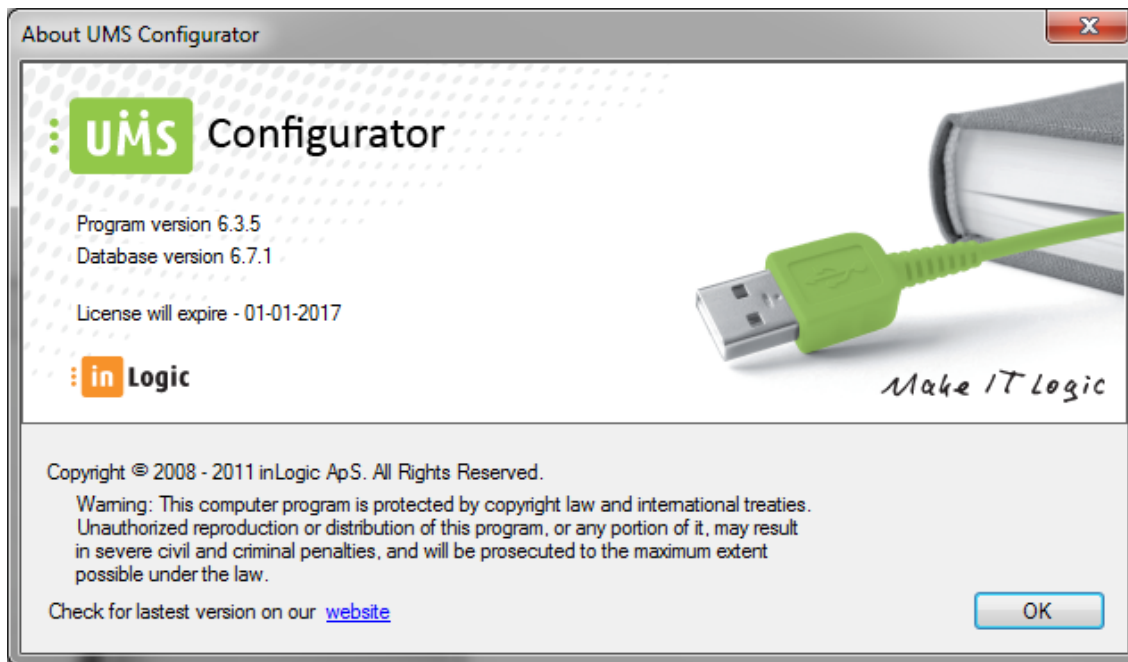 About UMS Configurator
UMS Configurator
Program version 6.3.5
Database version 6.7.1
License will expire - 01-01-2017
in Logic
Make IT Logic
Copyright © 2008 - 2011 inLogic ApS. All Rights Reserved.
Warning: This computer program is protected by copyright law and international treaties.
Unauthorized reproduction or distribution of this program, or any portion of it, may result
in severe civil and criminal penalties, and will be prosecuted to the maximum extent
possible under the law.
Check for lastest version on our website
OK